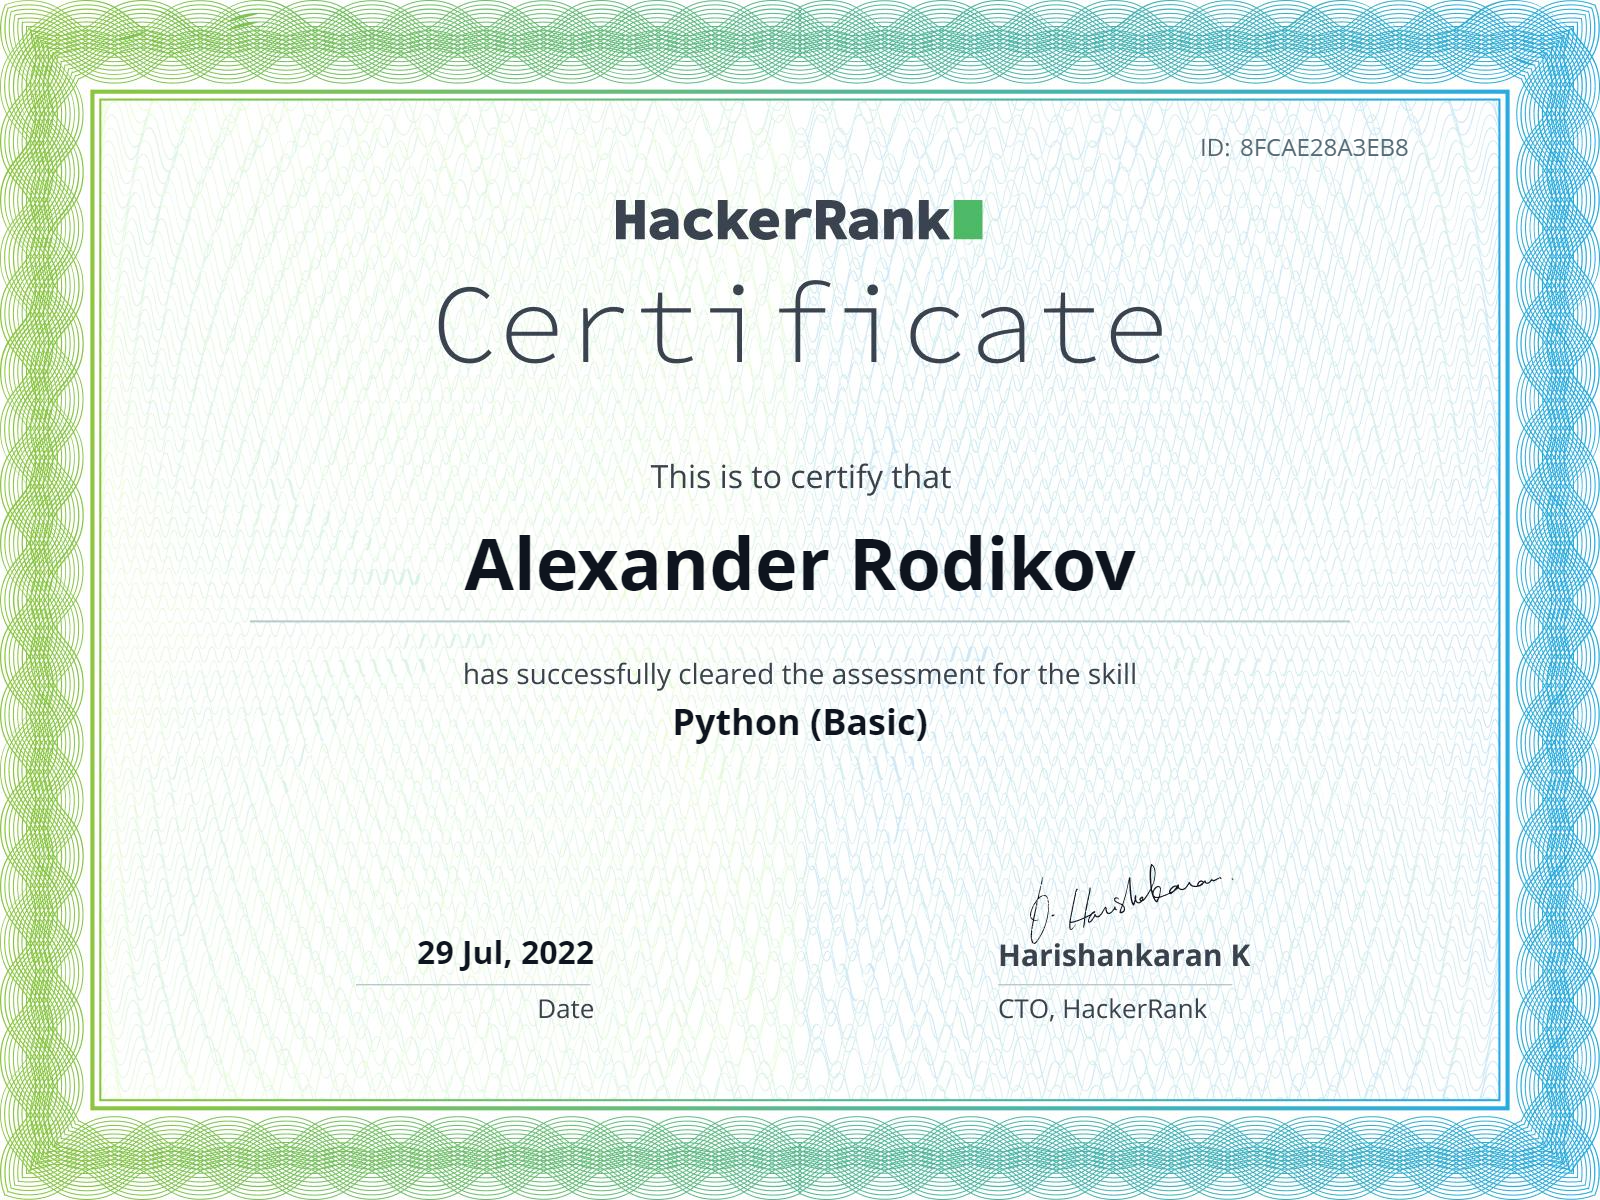 ID: 8FCAE28A3EB8
HackerRank
Certificate
This is to certify that
Alexander Rodikov
has successfully cleared the assessment for the skill
Python (Basic)
29 Jul, 2022
Date
Harishankaran K
CTO, HackerRank